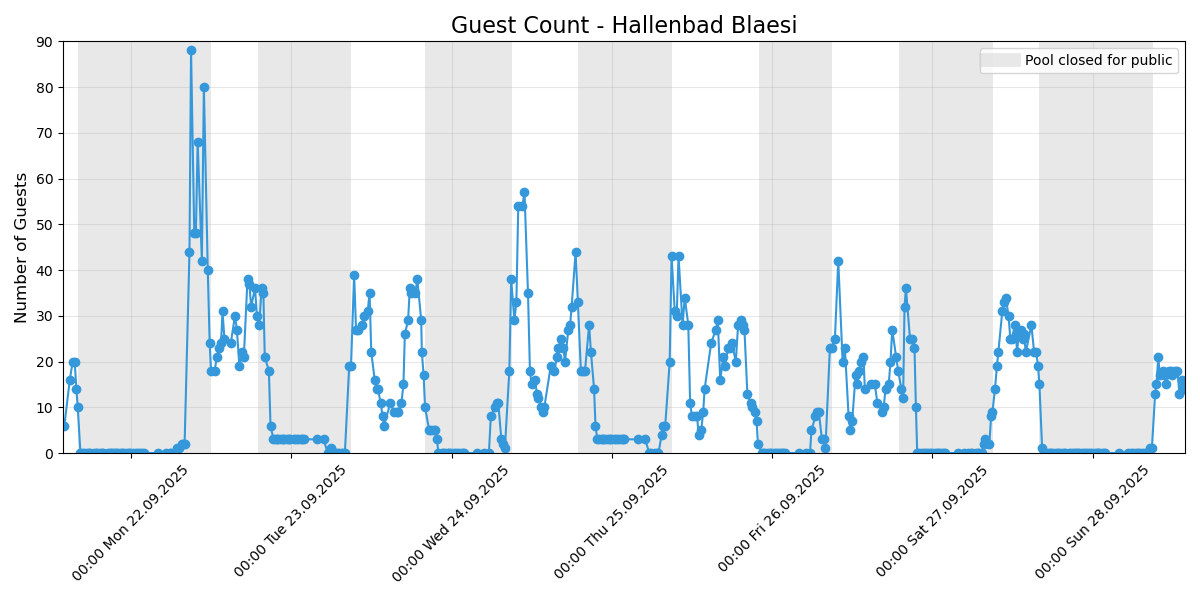 Guest Count - Hallenbad Blaesi
Pool closed for public
Number of Guests
90
80
70
60
50
40
30
20
10
0
00:00 Mon 22.09.2025
00:00 Tue 23.09.2025
00:00 Wed 24.09.2025
00:00 Thu 25.09.2025
00:00 Fri 26.09.2025
00:00 Sat 27.09.2025
00:00 Sun 28.09.2025